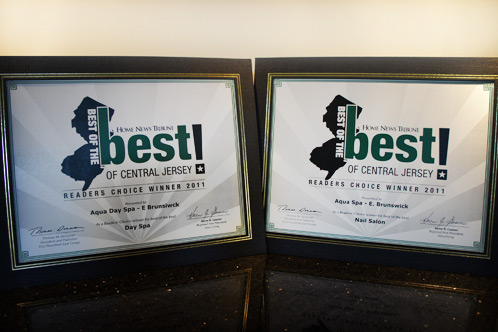 BEST OF THE
HOME NEWS TRIBUNE
best!
OF CENTRAL JERSEY
READERS CHOICE WINNER 2011
Presented to
Aqua Day Spa - E Brunswick
Day Spa
BEST OF THE
HOME NEWS TRIBUNE
best!
OF CENTRAL JERSEY
READERS CHOICE WINNER 2011
Aqua Spa - E. Brunswick
Nail Salon